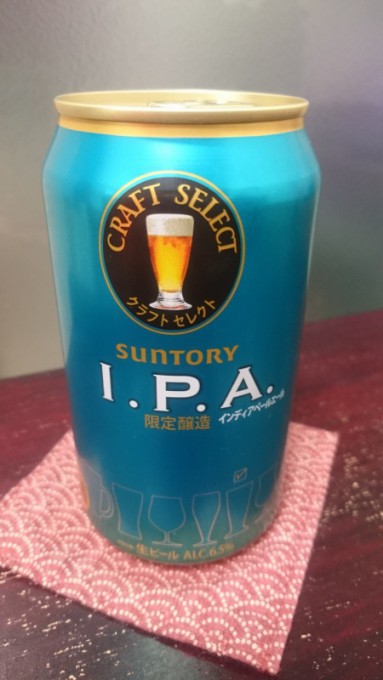 CRAFT SELECT
クラフト セレクト
SUNTORY
I.P.A.
インディアペールエール
限定醸造
生ビール ALC.6.5%